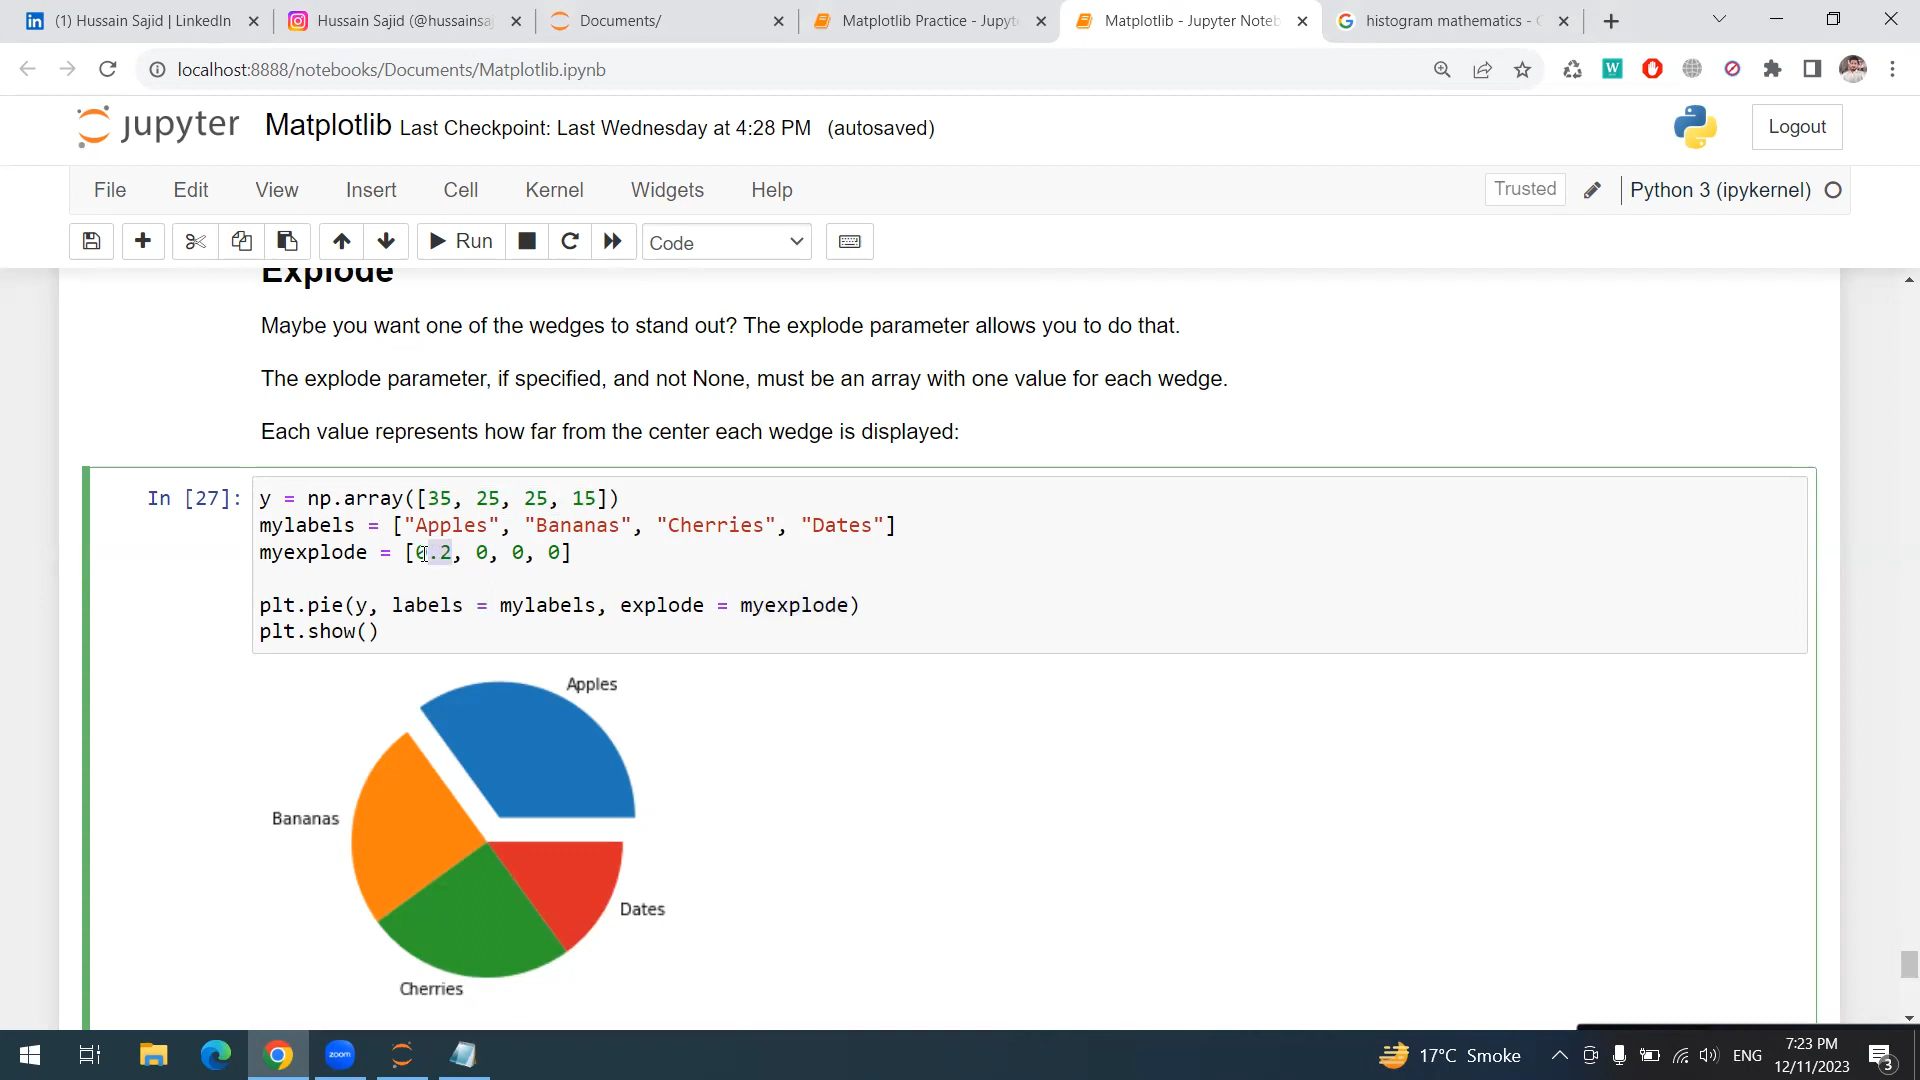 (1) Hussain Sajid | LinkedIn
Hussain Sajid (@hussainsa
Documents/
Matplotlib Practice - Jupyt
Matplotlib - Jupyter Noteb
histogram mathematics -
localhost:8888/notebooks/Documents/Matplotlib.ipynb
jupyter Matplotlib Last Checkpoint: Last Wednesday at 4:28 PM (autosaved)
Logout
File Edit View Insert Cell Kernel Widgets Help
Trusted
Python 3 (ipykernel)
Run
Code
Explode
Maybe you want one of the wedges to stand out? The explode parameter allows you to do that.
The explode parameter, if specified, and not None, must be an array with one value for each wedge.
Each value represents how far from the center each wedge is displayed:
In [27]:
y = np.array([35, 25, 25, 15])
mylabels = ["Apples", "Bananas", "Cherries", "Dates"]
myexplode = [0.2, 0, 0, 0]
plt.pie(y, labels = mylabels, explode = myexplode)
plt.show()
Apples
Bananas
Dates
Cherries
zoom
17°C Smoke
ENG
7:23 PM
12/11/2023
3